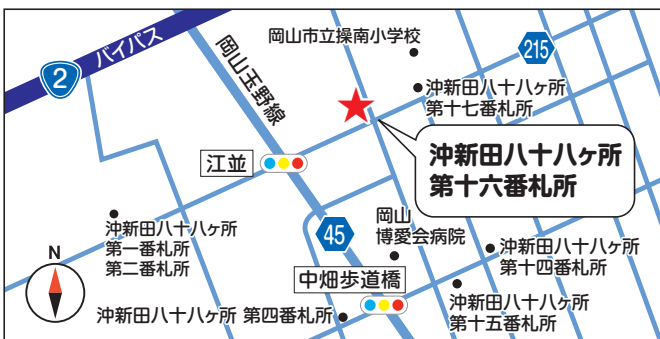 2
バイパス
岡山玉野線
岡山市立操南小学校
215
沖新田八十八ヶ所
第十七番札所
沖新田八十八ヶ所
第十六番札所
江並
沖新田八十八ヶ所
第一番札所
第二番札所
45
岡山
博愛会病院
沖新田八十八ヶ所
第十四番札所
中畑歩道橋
沖新田八十八ヶ所
第十五番札所
沖新田八十八ヶ所 第四番札所
N